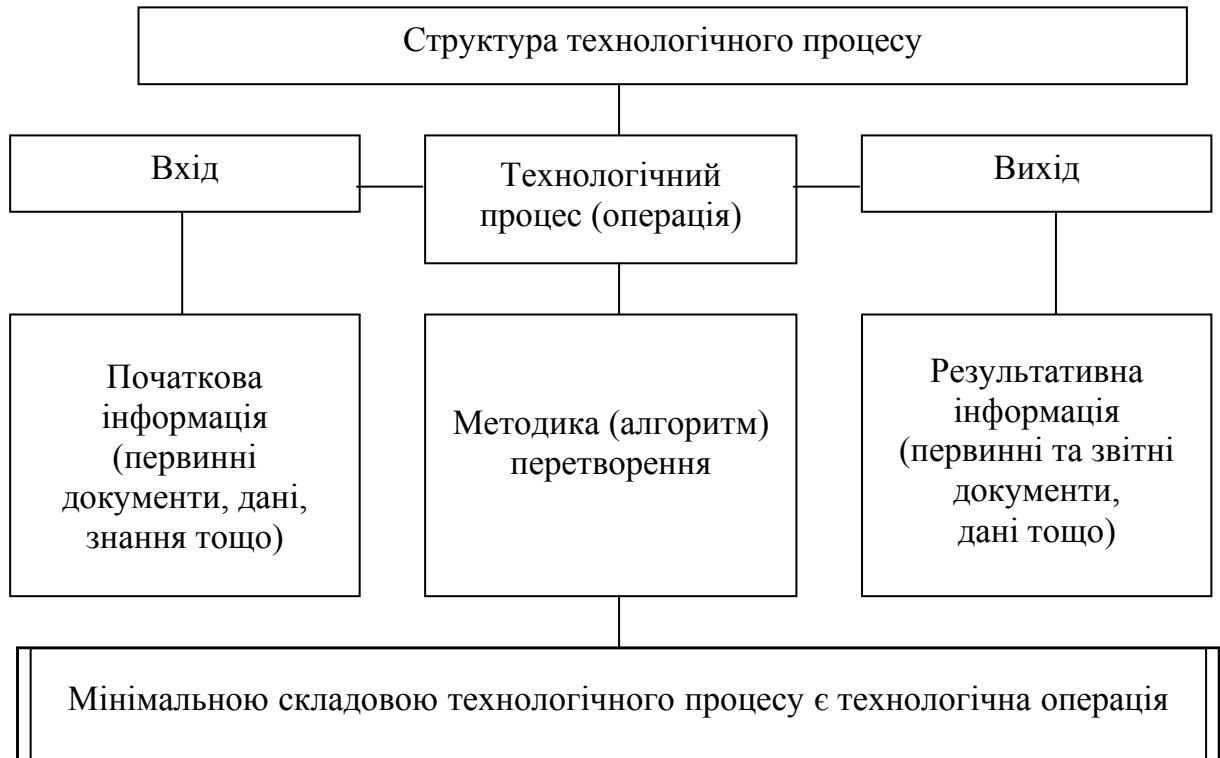 Структура технологічного процесу
Вхід
Технологічний
процес (операція)
Вихід
Початкова
інформація
(первинні
документи, дані,
знання тощо)
Методика (алгоритм)
перетворення
Результативна
інформація
(первинні та звітні
документи,
дані тощо)
Мінімальною складовою технологічного процесу є технологічна операція